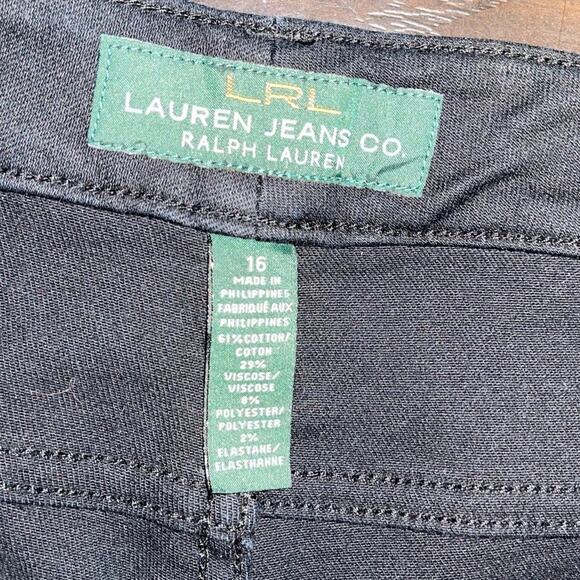 LRL
LAUREN JEANS CO.
RALPH LAUREN
16
MADE IN
PHILIPPINES
FABRIQUÉ AUX
PHILIPPINES
61% COTTON/
COTON
29%
VISCOSE/
VISCOSE
8%
POLYESTER/
POLYESTER
2%
ELASTANE/
ELASTHANNE